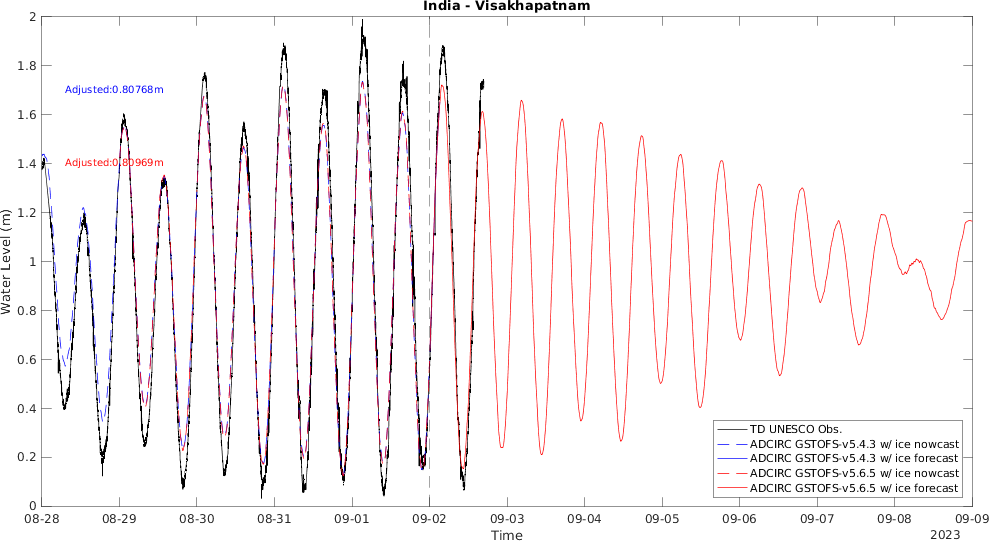 India - Visakhapatnam
2
1.8
1.6
1.4
1.2
1
0.8
0.6
0.4
0.2
0
Water Level (m)
Adjusted:0.80768m
Adjusted:0.80969m
TD UNESCO Obs.
ADCIRC GSTOFS-v5.4.3 w/ ice nowcast
ADCIRC GSTOFS-v5.4.3 w/ ice forecast
ADCIRC GSTOFS-v5.6.5 w/ ice nowcast
ADCIRC GSTOFS-v5.6.5 w/ ice forecast
08-28 08-29 08-30 08-31 09-01 09-02 09-03 09-04 09-05 09-06 09-07 09-08 09-09
Time
2023